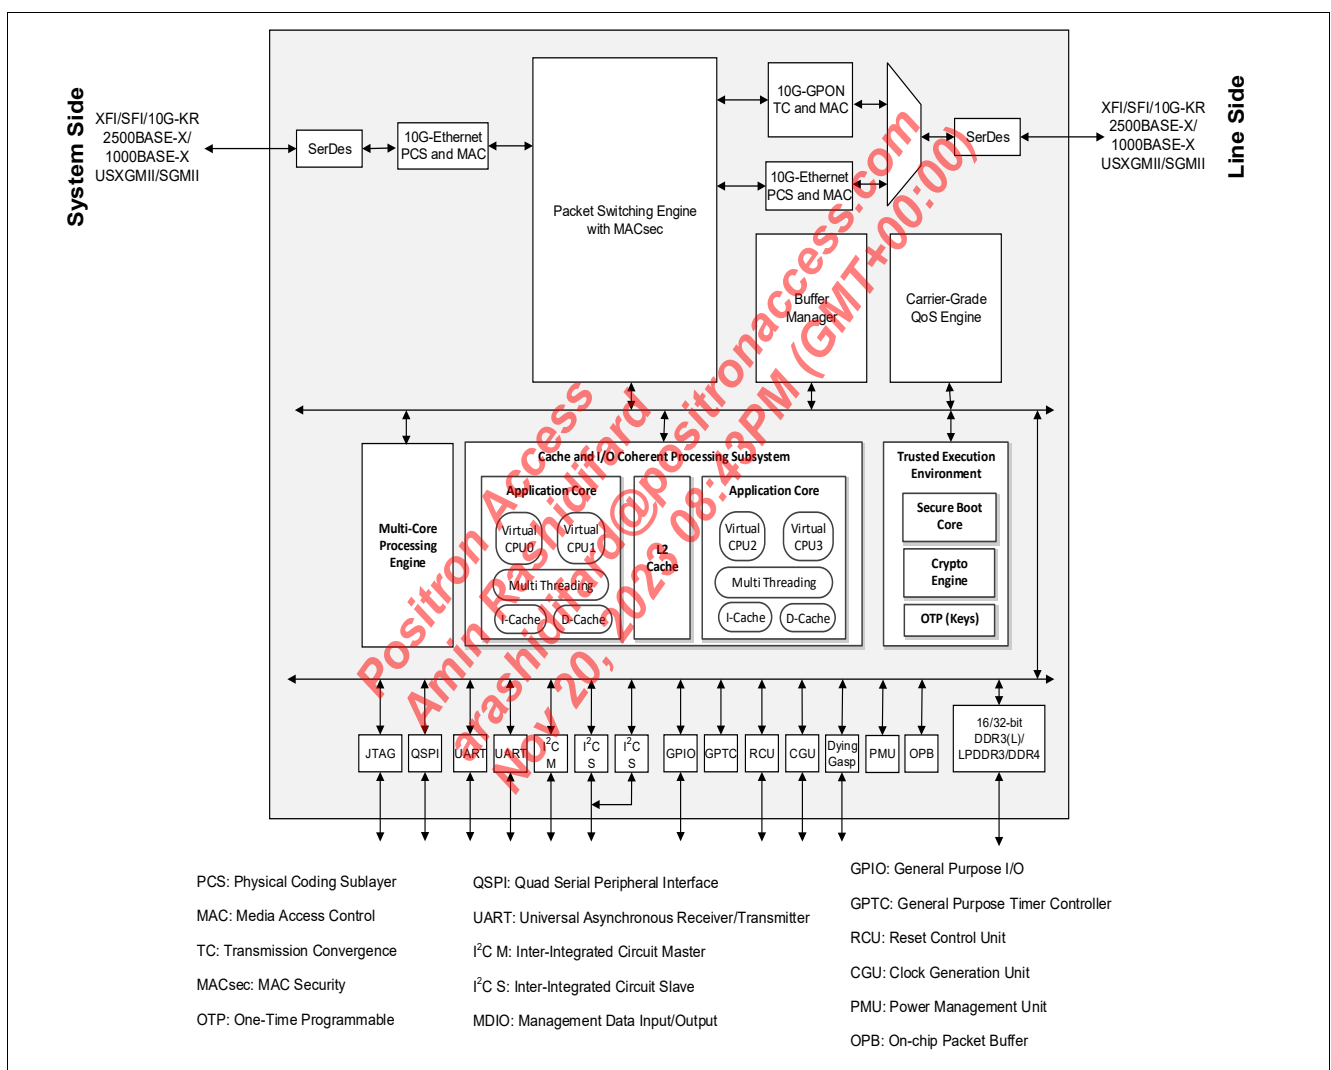 System Side
XFI/SFI/10G-KR
2500BASE-X/
1000BASE-X
USXGMII/SGMII
SerDes
10G-Ethernet
PCS and MAC
Packet Switching Engine
with MACsec
10G-GPON
TC and MAC
10G-Ethernet
PCS and MAC
SerDes
XFI/SFI/10G-KR
2500BASE-X/
1000BASE-X
USXGMII/SGMII
Line Side
Buffer
Manager
Carrier-Grade
QoS Engine
Multi-Core
Processing
Engine
Cache and I/O Coherent Processing Subsystem
Application Core
Virtual
CPU0
Virtual
CPU1
Multi Threading
I-Cache
D-Cache
L2
Cache
Application Core
Virtual
CPU2
Virtual
CPU3
Multi Threading
I-Cache
D-Cache
Trusted Execution
Environment
Secure Boot
Core
Crypto
Engine
OTP (Keys)
JTAG
QSPI
UART
UART
I²C
M
I²C
S
I²C
S
GPIO
GPTC
RCU
CGU
Dying
Gasp
PMU
OPB
16/32-bit
DDR3(L)/
LPDDR3/DDR4
Positron Access
Amin Rashidifard
arashidifard@positronaccess.com
Nov 20, 2023 08:43PM (GMT+00:00)
PCS: Physical Coding Sublayer
MAC: Media Access Control
TC: Transmission Convergence
MACsec: MAC Security
OTP: One-Time Programmable
QSPI: Quad Serial Peripheral Interface
UART: Universal Asynchronous Receiver/Transmitter
I²C M: Inter-Integrated Circuit Master
I²C S: Inter-Integrated Circuit Slave
MDIO: Management Data Input/Output
GPIO: General Purpose I/O
GPTC: General Purpose Timer Controller
RCU: Reset Control Unit
CGU: Clock Generation Unit
PMU: Power Management Unit
OPB: On-chip Packet Buffer